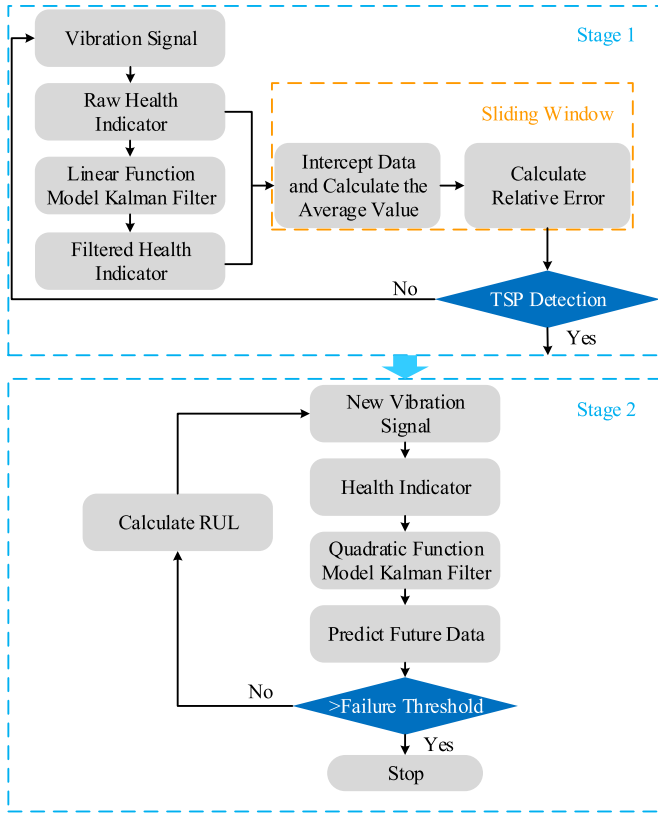 Stage 1
Vibration Signal
Raw Health
Indicator
Linear Function
Model Kalman Filter
Filtered Health
Indicator
Sliding Window
Intercept Data
and Calculate the
Average Value
Calculate
Relative Error
TSP Detection
No
Yes
Stage 2
New Vibration
Signal
Health Indicator
Quadratic Function
Model Kalman Filter
Predict Future Data
>Failure Threshold
No
Calculate RUL
Yes
Stop